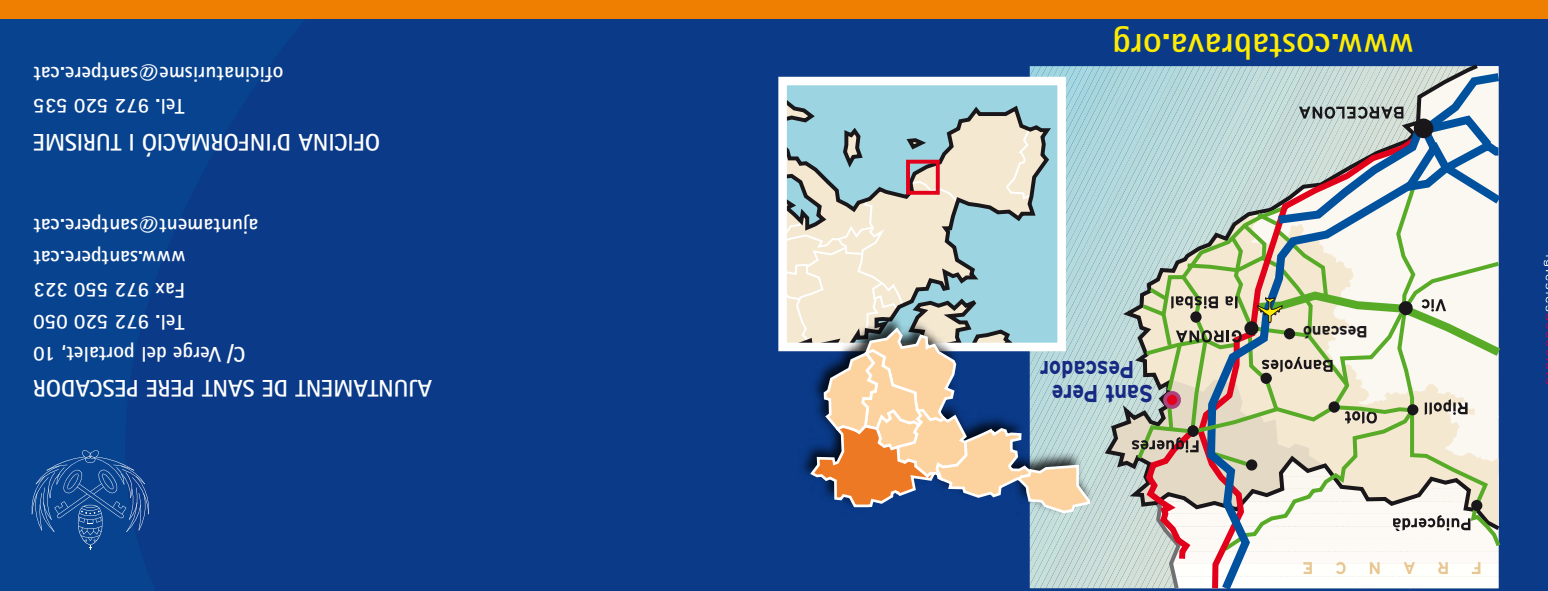 F R A N C E
Puigcerdà
Ripoll
Olot
Figueres
Sant Pere
Pescador
Banyoles
Bescanó
GIRONA
Vic
la Bisbal
BARCELONA
www.costabrava.org
AJUNTAMENT DE SANT PERE PESCADOR
C/ Verge del portalet, 10
Tel. 972 520 050
Fax 972 550 323
www.santpere.cat
ajuntament@santpere.cat
OFICINA D'INFORMACIÓ I TURISME
Tel. 972 520 535
oficinaturisme@santpere.cat